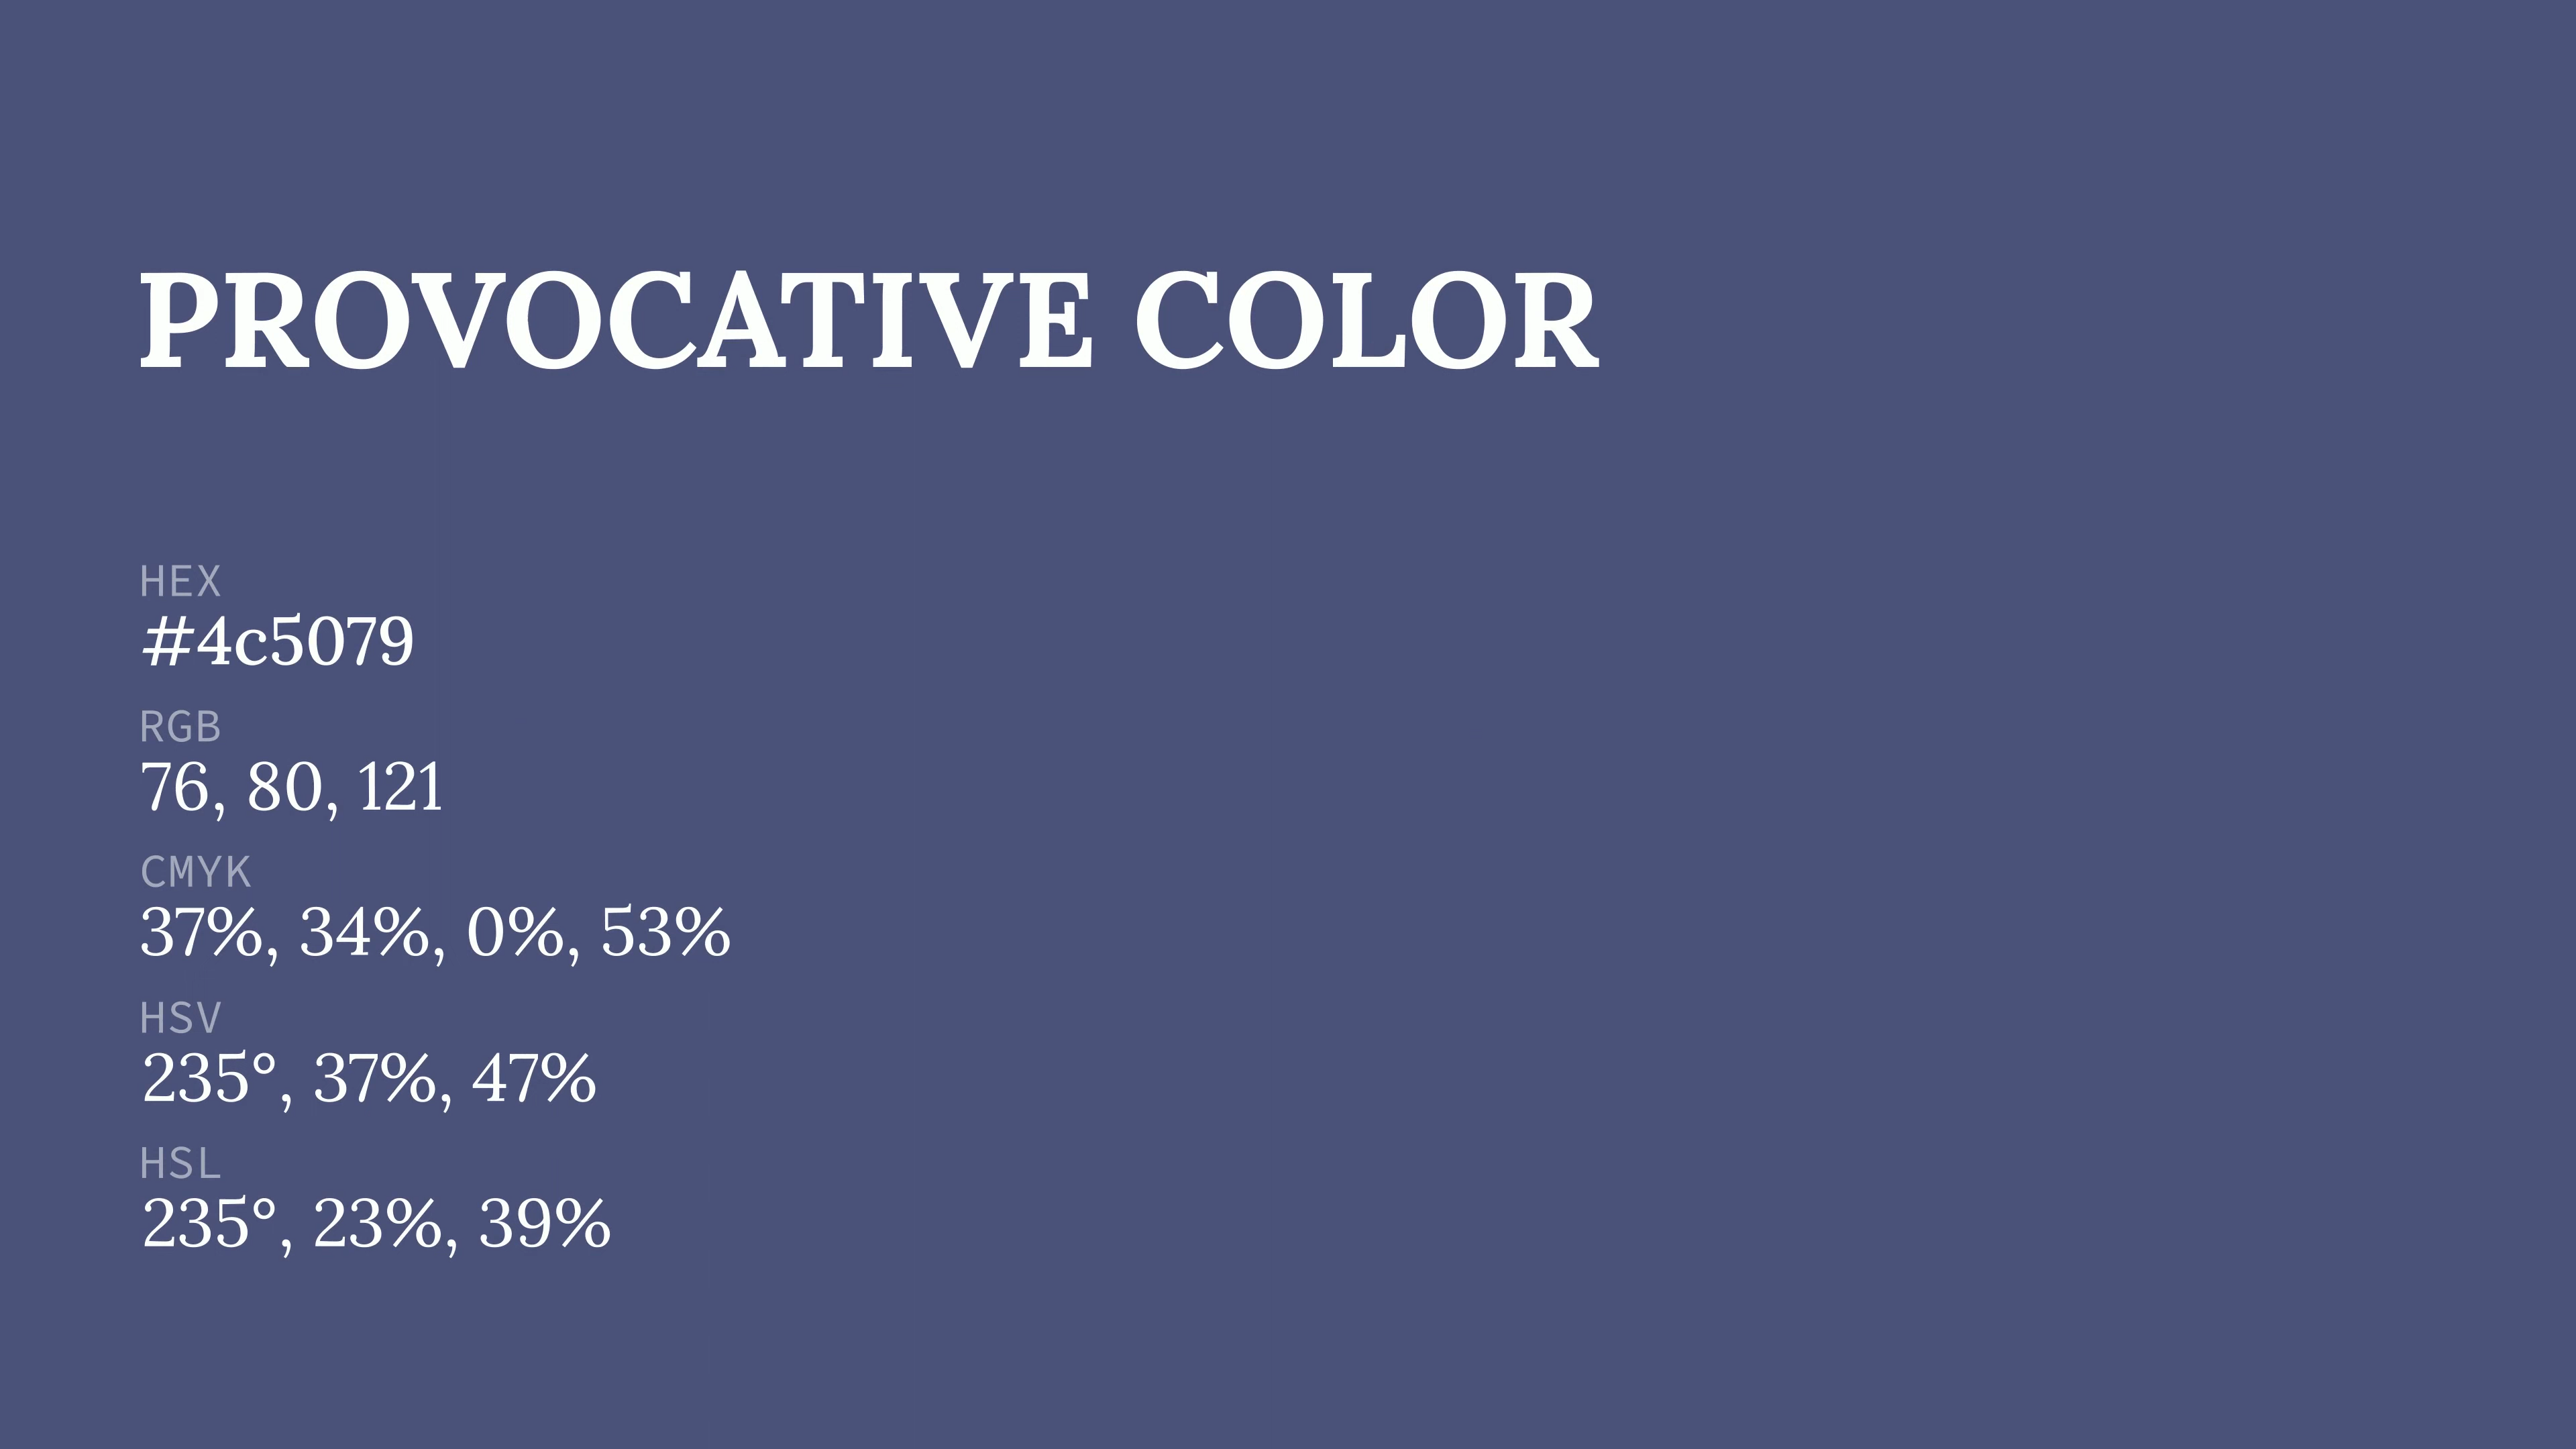 PROVOCATIVE COLOR
HEX
#4c5079
RGB
76, 80, 121
CMYK
37%, 34%, 0%, 53%
HSV
235°, 37%, 47%
HSL
235°, 23%, 39%